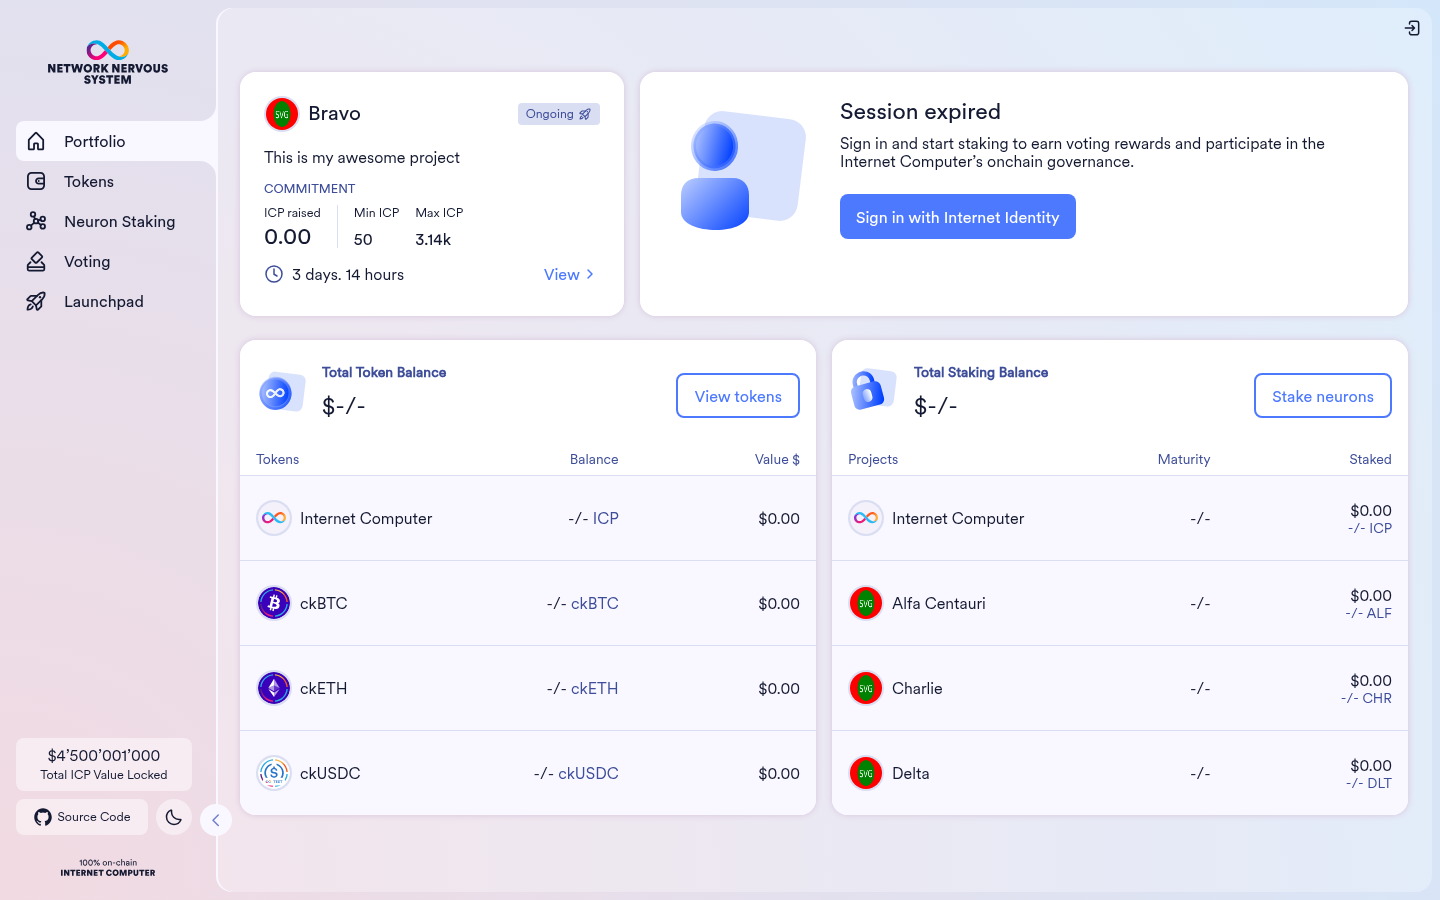 NETWORK NERVOUS
SYSTEM
Portfolio
Tokens
Neuron Staking
Voting
Launchpad
$4’500’001’000
Total ICP Value Locked
Source Code
100% on-chain
INTERNET COMPUTER
SVG
Bravo
Ongoing
This is my awesome project
COMMITMENT
ICP raised
0.00
Min ICP
50
Max ICP
3.14k
3 days. 14 hours
View
Session expired
Sign in and start staking to earn voting rewards and participate in the
Internet Computer’s onchain governance.
Sign in with Internet Identity
Total Token Balance
$-/-
View tokens
Tokens Balance Value $
Internet Computer -/- ICP $0.00
ckBTC -/- ckBTC $0.00
ckETH -/- ckETH $0.00
ckUSDC -/- ckUSDC $0.00
Total Staking Balance
$-/-
Stake neurons
Projects Maturity Staked
Internet Computer -/- $0.00
-/- ICP
SVG Alfa Centauri -/- $0.00
-/- ALF
SVG Charlie -/- $0.00
-/- CHR
SVG Delta -/- $0.00
-/- DLT